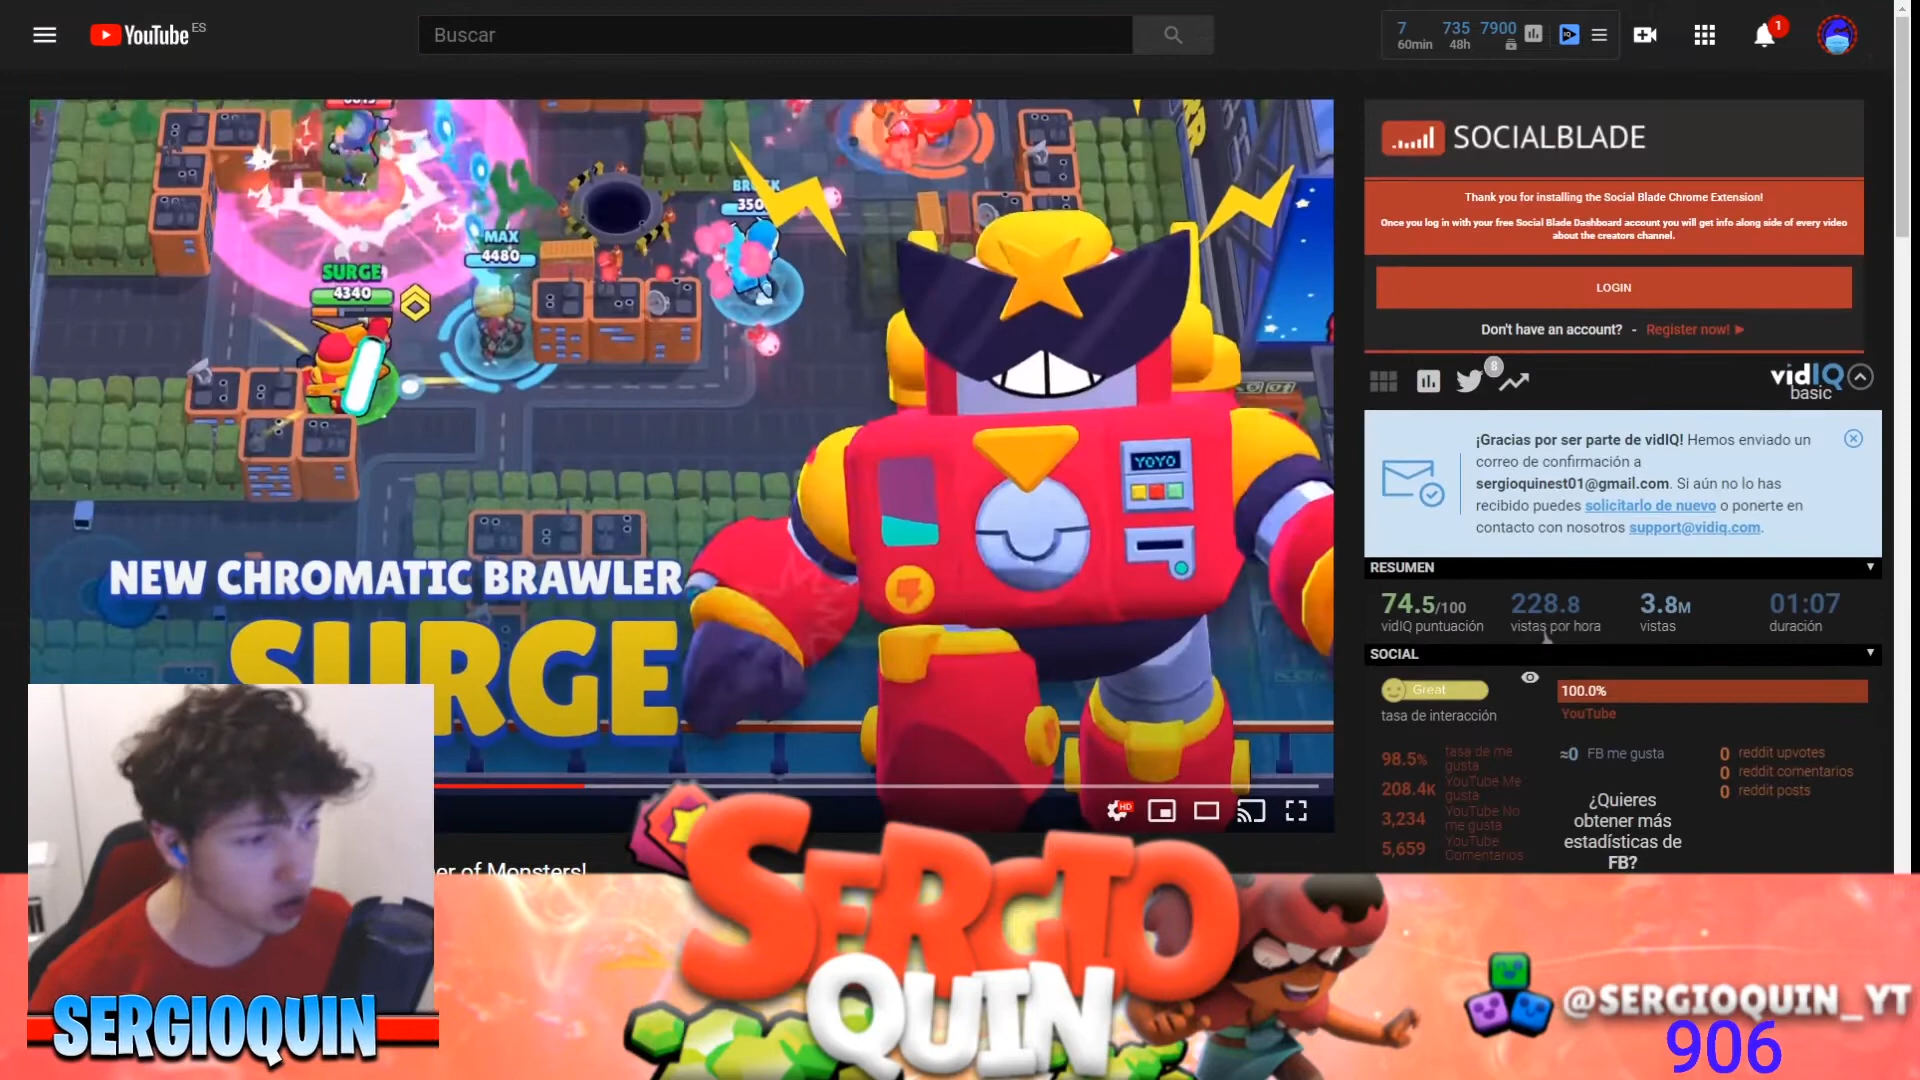 YouTube ES
Buscar
7 735 7900
60min 48h
1
SOCIALBLADE
Thank you for installing the Social Blade Chrome Extension!
Once you log in with your free Social Blade Dashboard account you will get info along side of every video
about the creators channel.
LOGIN
Don't have an account? - Register now!
8
vidIQ
basic
¡Gracias por ser parte de vidIQ! Hemos enviado un
correo de confirmación a
sergioquinest01@gmail.com. Si aún no lo has
recibido puedes solicitarlo de nuevo o ponerte en
contacto con nosotros support@vidiq.com.
RESUMEN
74.5/100 228.8 3.8M 01:07
vidIQ puntuación vistas por hora vistas duración
SOCIAL
Great
tasa de interacción
100.0%
YouTube
98.5% tasa de me gusta
208.4K YouTube Me gusta
3,234 YouTube No me gusta
5,659 YouTube Comentarios
≈0 FB me gusta
¿Quieres
obtener más
estadísticas de
FB?
0 reddit upvotes
0 reddit comentarios
0 reddit posts
MAX
4480
SURGE
4340
YOYO
NEW CHROMATIC BRAWLER
SURGE
HD
er of Monsters!
SERGIO
QUIN
SERGIOQUIN
@SERGIOQUIN_YT
906